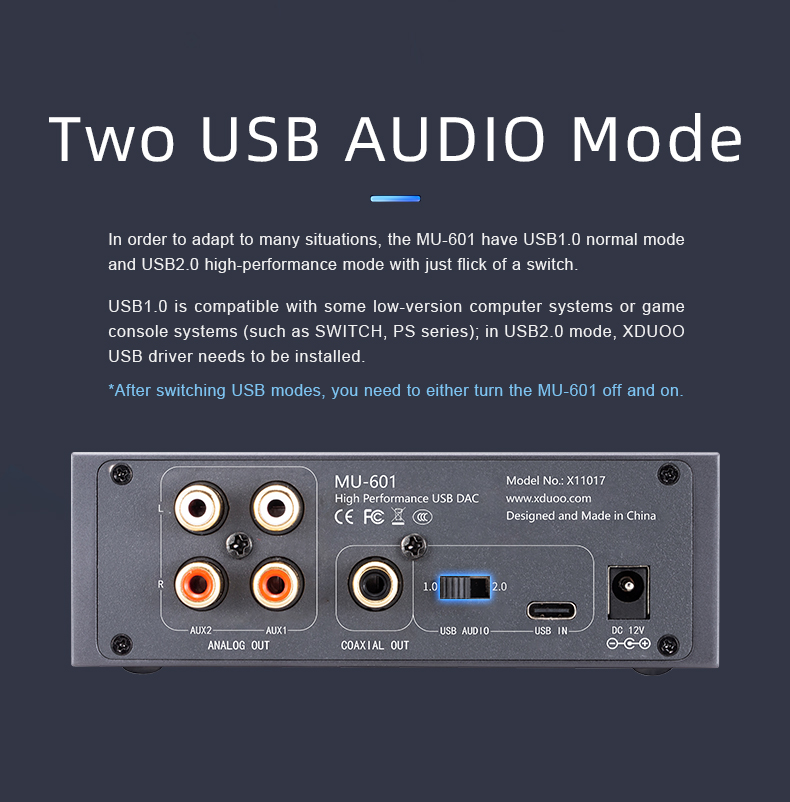 Two USB AUDIO Mode
In order to adapt to many situations, the MU-601 have USB1.0 normal mode
and USB2.0 high-performance mode with just flick of a switch.
USB1.0 is compatible with some low-version computer systems or game
console systems (such as SWITCH, PS series); in USB2.0 mode, XDUOO
USB driver needs to be installed.
*After switching USB modes, you need to either turn the MU-601 off and on.
MU-601
High Performance USB DAC
CE FC CCC
Model No.: X11017
www.xduoo.com
Designed and Made in China
L
R
AUX2
AUX1
ANALOG OUT
COAXIAL OUT
1.0
2.0
USB AUDIO
USB IN
DC 12V